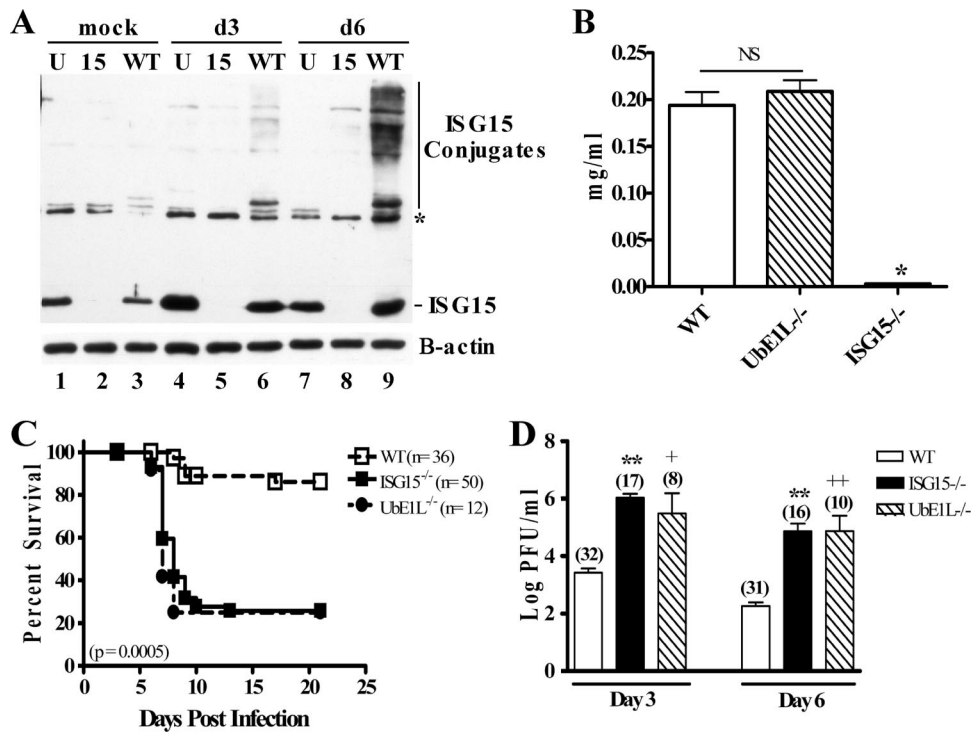 A
mock d3 d6
U 15 WT U 15 WT U 15 WT
ISG15
Conjugates
*
- ISG15
B-actin
1 2 3 4 5 6 7 8 9
B
NS
0.25
0.20
0.15
0.10
0.05
0.00
mg/ml
*
WT
UbE1L-/-
ISG15-/-
C
100
80
60
40
20
0
Percent Survival
WT(n=36)
ISG15-/-(n=50)
UbE1L-/-(n=12)
(p=0.0005)
0 5 10 15 20 25
Days Post Infection
D
8
6
4
2
0
Log PFU/ml
WT
ISG15-/-
UbE1L-/-
** + ** ++
(32) (17) (8) (31) (16) (10)
Day 3 Day 6